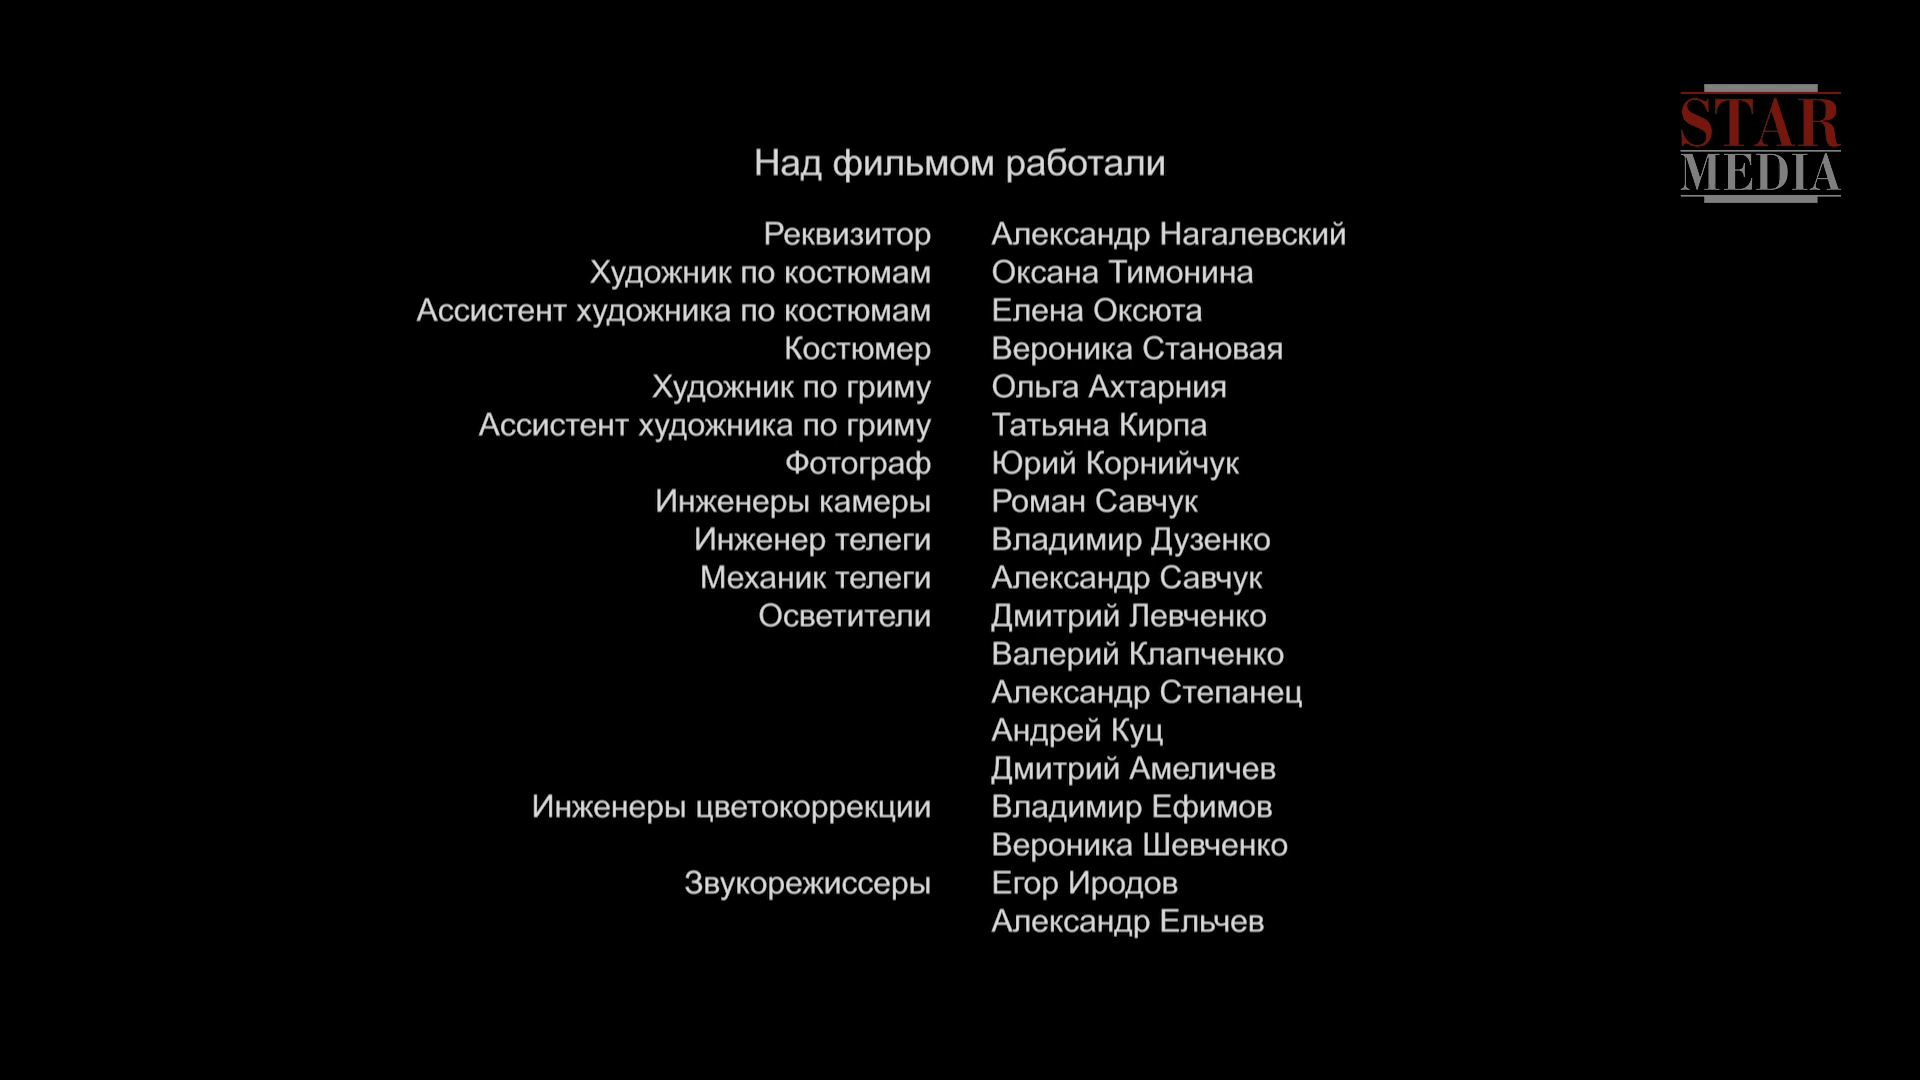 STAR
MEDIA
Над фильмом работали
Реквизитор Александр Нагалевский
Художник по костюмам Оксана Тимонина
Ассистент художника по костюмам Елена Оксюта
Костюмер Вероника Становая
Художник по гриму Ольга Ахтарния
Ассистент художника по гриму Татьяна Кирпа
Фотограф Юрий Корнийчук
Инженеры камеры Роман Савчук
Инженер телеги Владимир Дузенко
Механик телеги Александр Савчук
Осветители Дмитрий Левченко
Валерий Клапченко
Александр Степанец
Андрей Куц
Дмитрий Амеличев
Инженеры цветокоррекции Владимир Ефимов
Вероника Шевченко
Звукорежиссеры Егор Иродов
Александр Ельчев